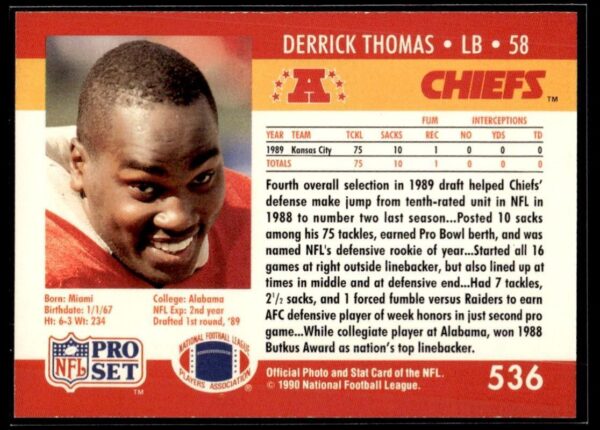 DERRICK THOMAS • LB • 58
A
CHIEFS™
FUM INTERCEPTIONS
YEAR TEAM TCKL SACKS REC NO YDS TD
1989 Kansas City 75 10 1 0 0 0
TOTALS 75 10 1 0 0 0
Fourth overall selection in 1989 draft helped Chiefs'
defense make jump from tenth-rated unit in NFL in
1988 to number two last season...Posted 10 sacks
among his 75 tackles, earned Pro Bowl berth, and
was named NFL's defensive rookie of year...Started all 16
games at right outside linebacker, but also lined up at
times in middle and at defensive end...Had 7 tackles,
2½ sacks, and 1 forced fumble versus Raiders to earn
AFC defensive player of week honors in just second pro
game...While collegiate player at Alabama, won 1988
Butkus Award as nation's top linebacker.
Born: Miami College: Alabama
Birthdate: 1/1/67 NFL Exp: 2nd year
Ht: 6-3 Wt: 234 Drafted 1st round, '89
NFL PRO SET™
NATIONAL FOOTBALL LEAGUE
PLAYERS ASSOCIATION
Official Photo and Stat Card of the NFL.
© 1990 National Football League.
536